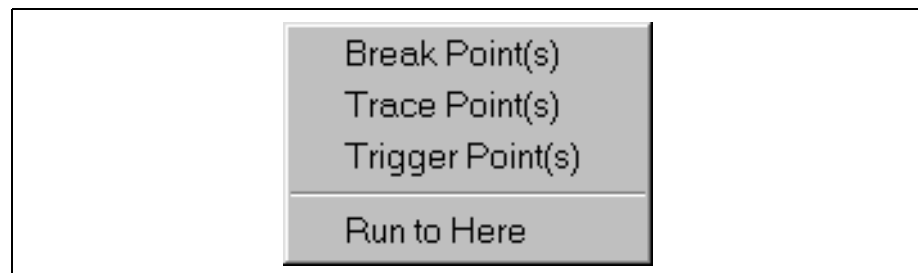 Break Point(s)
Trace Point(s)
Trigger Point(s)
Run to Here